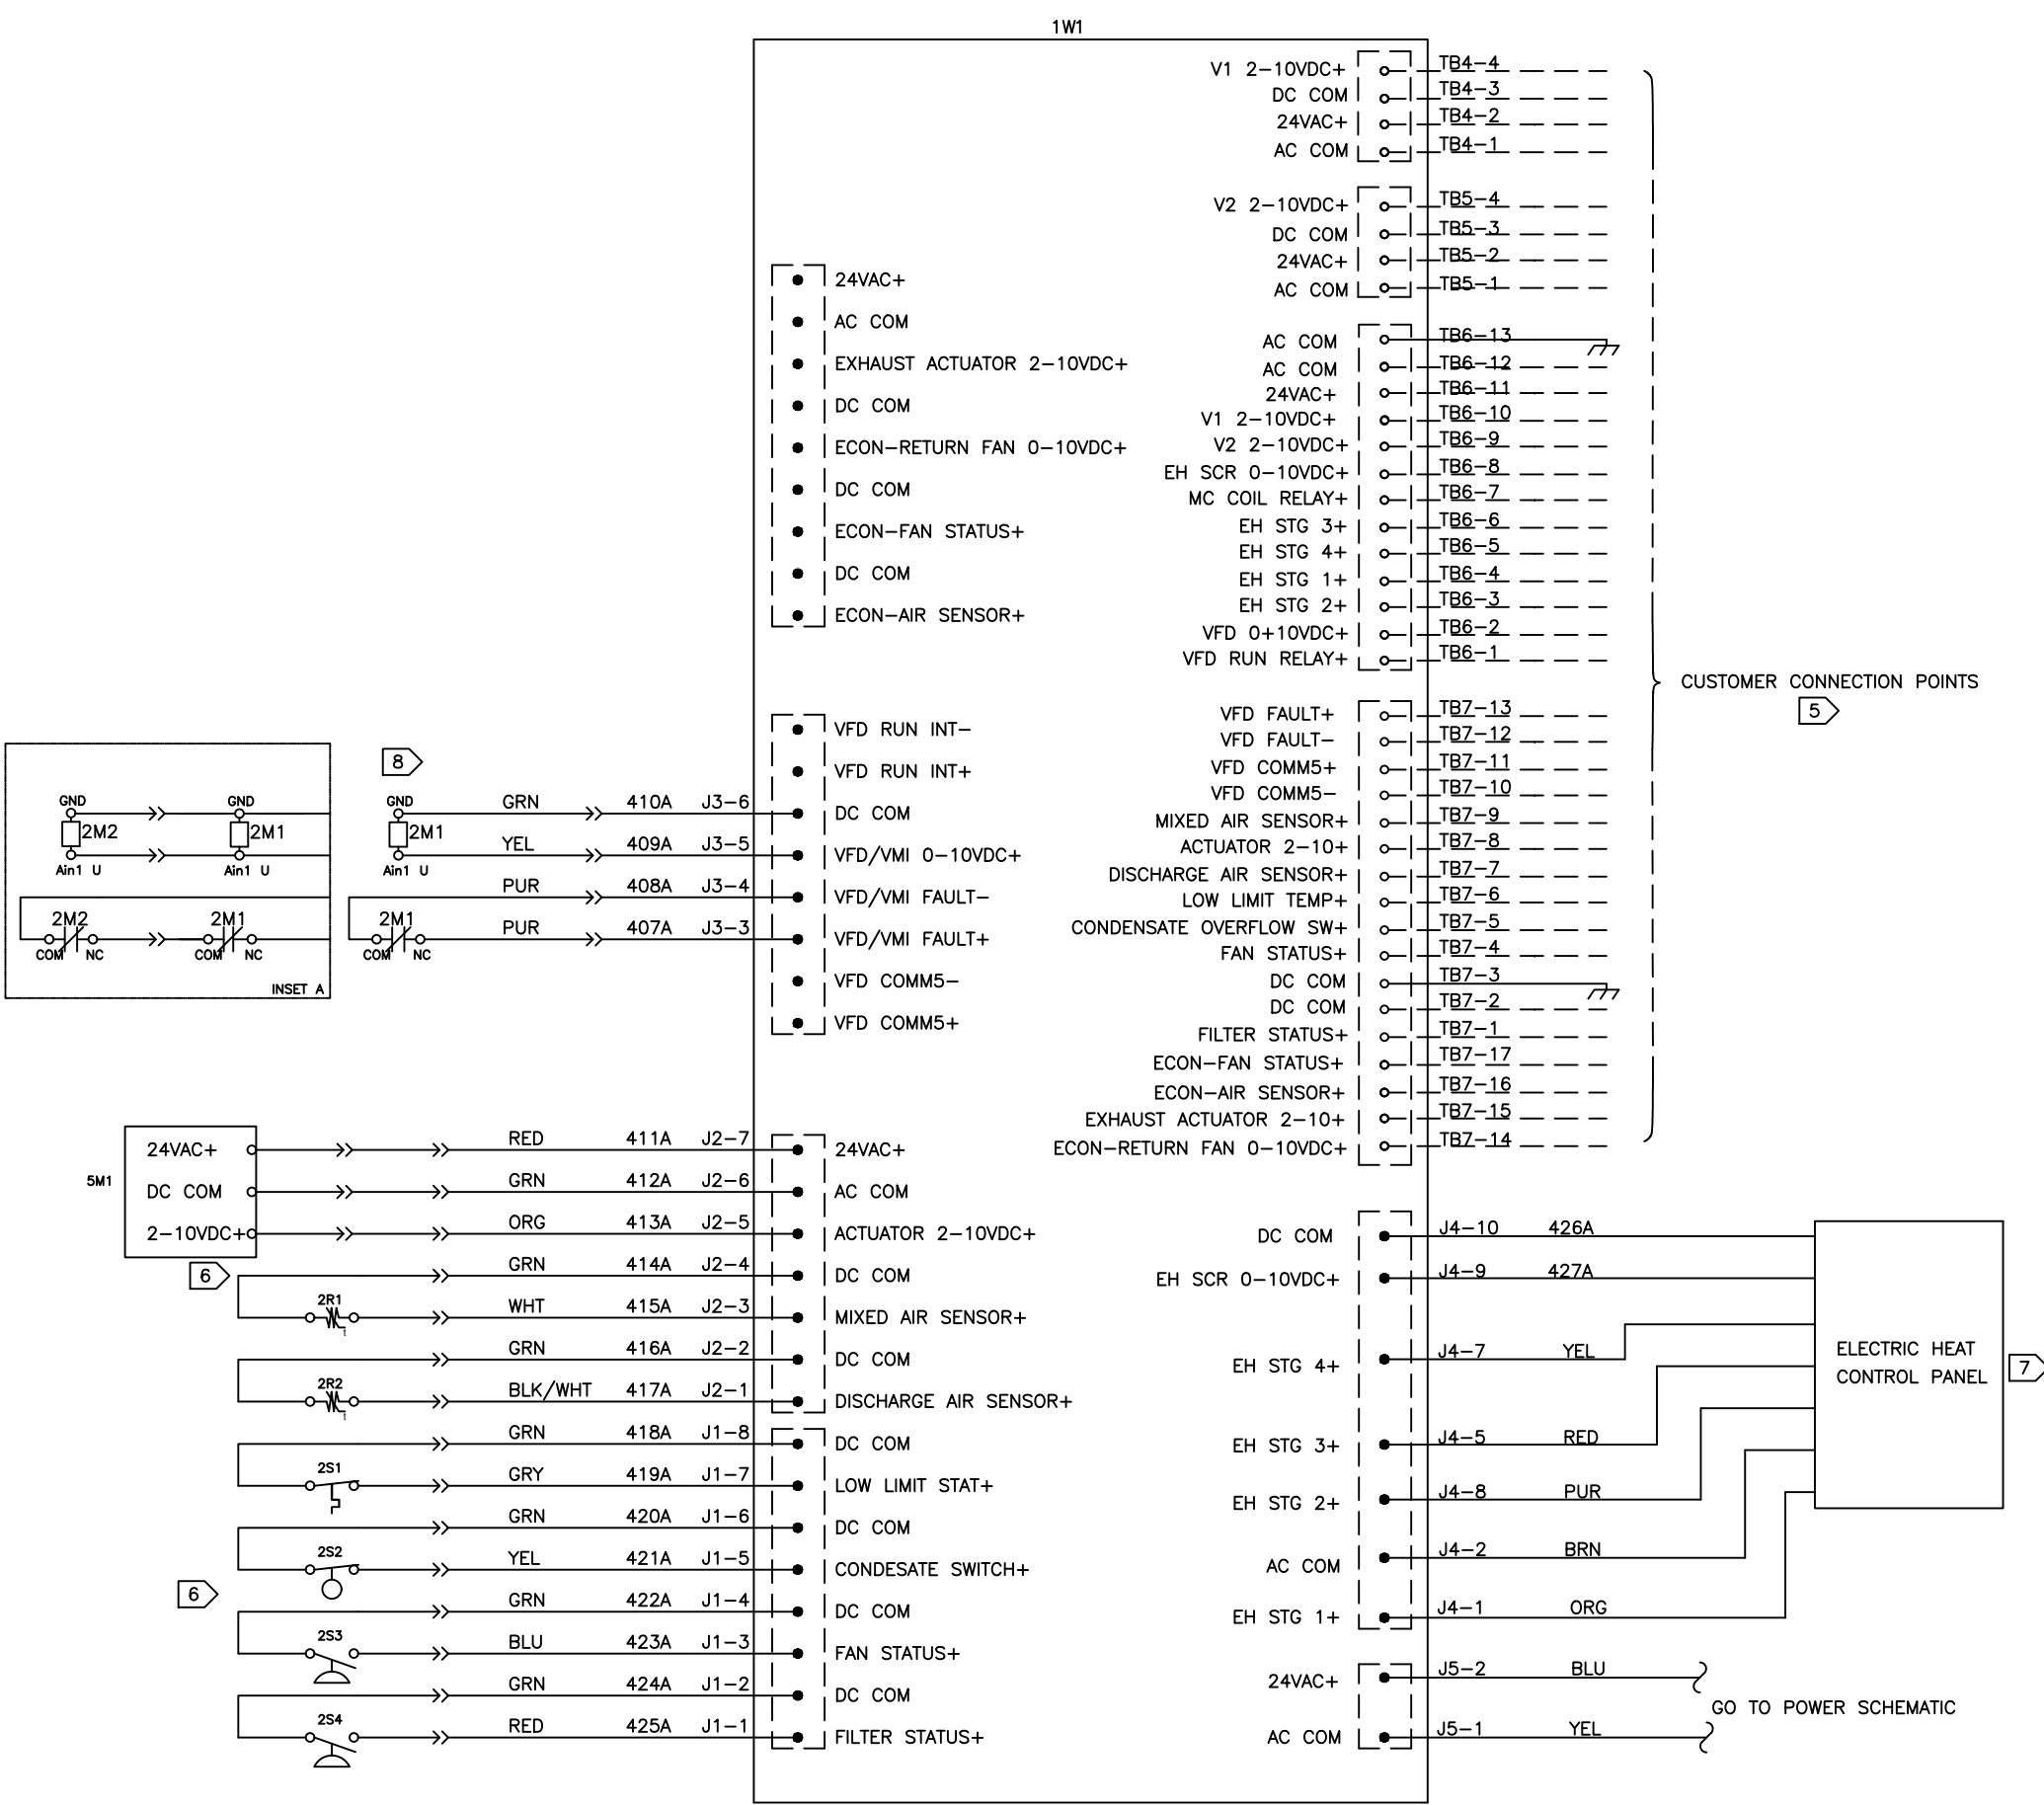 1W1
V1 2-10VDC+ TB4-4
DC COM TB4-3
24VAC+ TB4-2
AC COM TB4-1
V2 2-10VDC+ TB5-4
DC COM TB5-3
24VAC+ TB5-2
AC COM TB5-1
24VAC+
AC COM
EXHAUST ACTUATOR 2-10VDC+
DC COM
ECON-RETURN FAN 0-10VDC+
DC COM
ECON-FAN STATUS+
DC COM
ECON-AIR SENSOR+
AC COM TB6-13
AC COM TB6-12
24VAC+ TB6-11
V1 2-10VDC+ TB6-10
V2 2-10VDC+ TB6-9
EH SCR 0-10VDC+ TB6-8
MC COIL RELAY+ TB6-7
EH STG 3+ TB6-6
EH STG 4+ TB6-5
EH STG 1+ TB6-4
EH STG 2+ TB6-3
VFD 0+10VDC+ TB6-2
VFD RUN RELAY+ TB6-1
CUSTOMER CONNECTION POINTS
5
VFD FAULT+ TB7-13
VFD FAULT- TB7-12
VFD COMM5+ TB7-11
VFD COMM5- TB7-10
MIXED AIR SENSOR+ TB7-9
ACTUATOR 2-10+ TB7-8
DISCHARGE AIR SENSOR+ TB7-7
LOW LIMIT TEMP+ TB7-6
CONDENSATE OVERFLOW SW+ TB7-5
FAN STATUS+ TB7-4
DC COM TB7-3
DC COM TB7-2
FILTER STATUS+ TB7-1
ECON-FAN STATUS+ TB7-17
ECON-AIR SENSOR+ TB7-16
EXHAUST ACTUATOR 2-10+ TB7-15
ECON-RETURN FAN 0-10VDC+ TB7-14
GND GND
2M2 2M1
Ain1 U Ain1 U
2M2 2M1
COM NC COM NC
INSET A
8
GND
2M1
Ain1 U
2M1
COM NC
VFD RUN INT-
VFD RUN INT+
GRN 410A J3-6 DC COM
YEL 409A J3-5 VFD/VMI 0-10VDC+
PUR 408A J3-4 VFD/VMI FAULT-
PUR 407A J3-3 VFD/VMI FAULT+
VFD COMM5-
VFD COMM5+
5M1
24VAC+ RED 411A J2-7 24VAC+
DC COM GRN 412A J2-6 AC COM
2-10VDC+ ORG 413A J2-5 ACTUATOR 2-10VDC+
6
GRN 414A J2-4 DC COM
2R1 t WHT 415A J2-3 MIXED AIR SENSOR+
GRN 416A J2-2 DC COM
2R2 t BLK/WHT 417A J2-1 DISCHARGE AIR SENSOR+
GRN 418A J1-8 DC COM
2S1 GRY 419A J1-7 LOW LIMIT STAT+
GRN 420A J1-6 DC COM
2S2 YEL 421A J1-5 CONDESATE SWITCH+
6
GRN 422A J1-4 DC COM
2S3 BLU 423A J1-3 FAN STATUS+
GRN 424A J1-2 DC COM
2S4 RED 425A J1-1 FILTER STATUS+
DC COM J4-10 426A
EH SCR 0-10VDC+ J4-9 427A
EH STG 4+ J4-7 YEL
EH STG 3+ J4-5 RED
EH STG 2+ J4-8 PUR
AC COM J4-2 BRN
EH STG 1+ J4-1 ORG
ELECTRIC HEAT
CONTROL PANEL
7
24VAC+ J5-2 BLU
GO TO POWER SCHEMATIC
AC COM J5-1 YEL